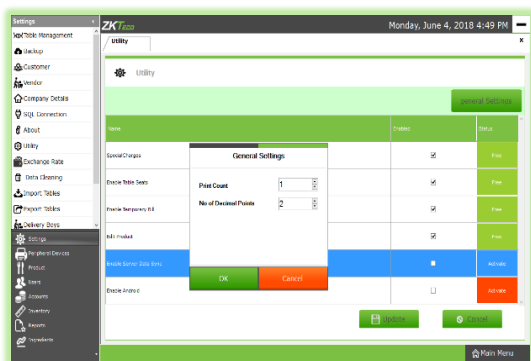 Settings
ZKTeco
Monday, June 4, 2018 4:49 PM
Table Management
Utility
x
Backup
Customer
Utility
Vendor
Company Details
general Settings
SQL Connection
About
Name
Enabled
Status
Utility
Exchange Rate
Special Charges
General Settings
Free
Data Cleaning
Print Count
1
Import Tables
Enable Table Seats
Free
Export Tables
No of Decimal Points
2
Enable Temporary Bill
Free
Delivery Boys
Settings
Edit Product
Free
Peripheral Devices
Product
Enable Server Data Sync
Activate
Users
OK
Cancel
Accounts
Enable Android
Activate
Inventory
Reports
Update
Cancel
Ingredients
Main Menu